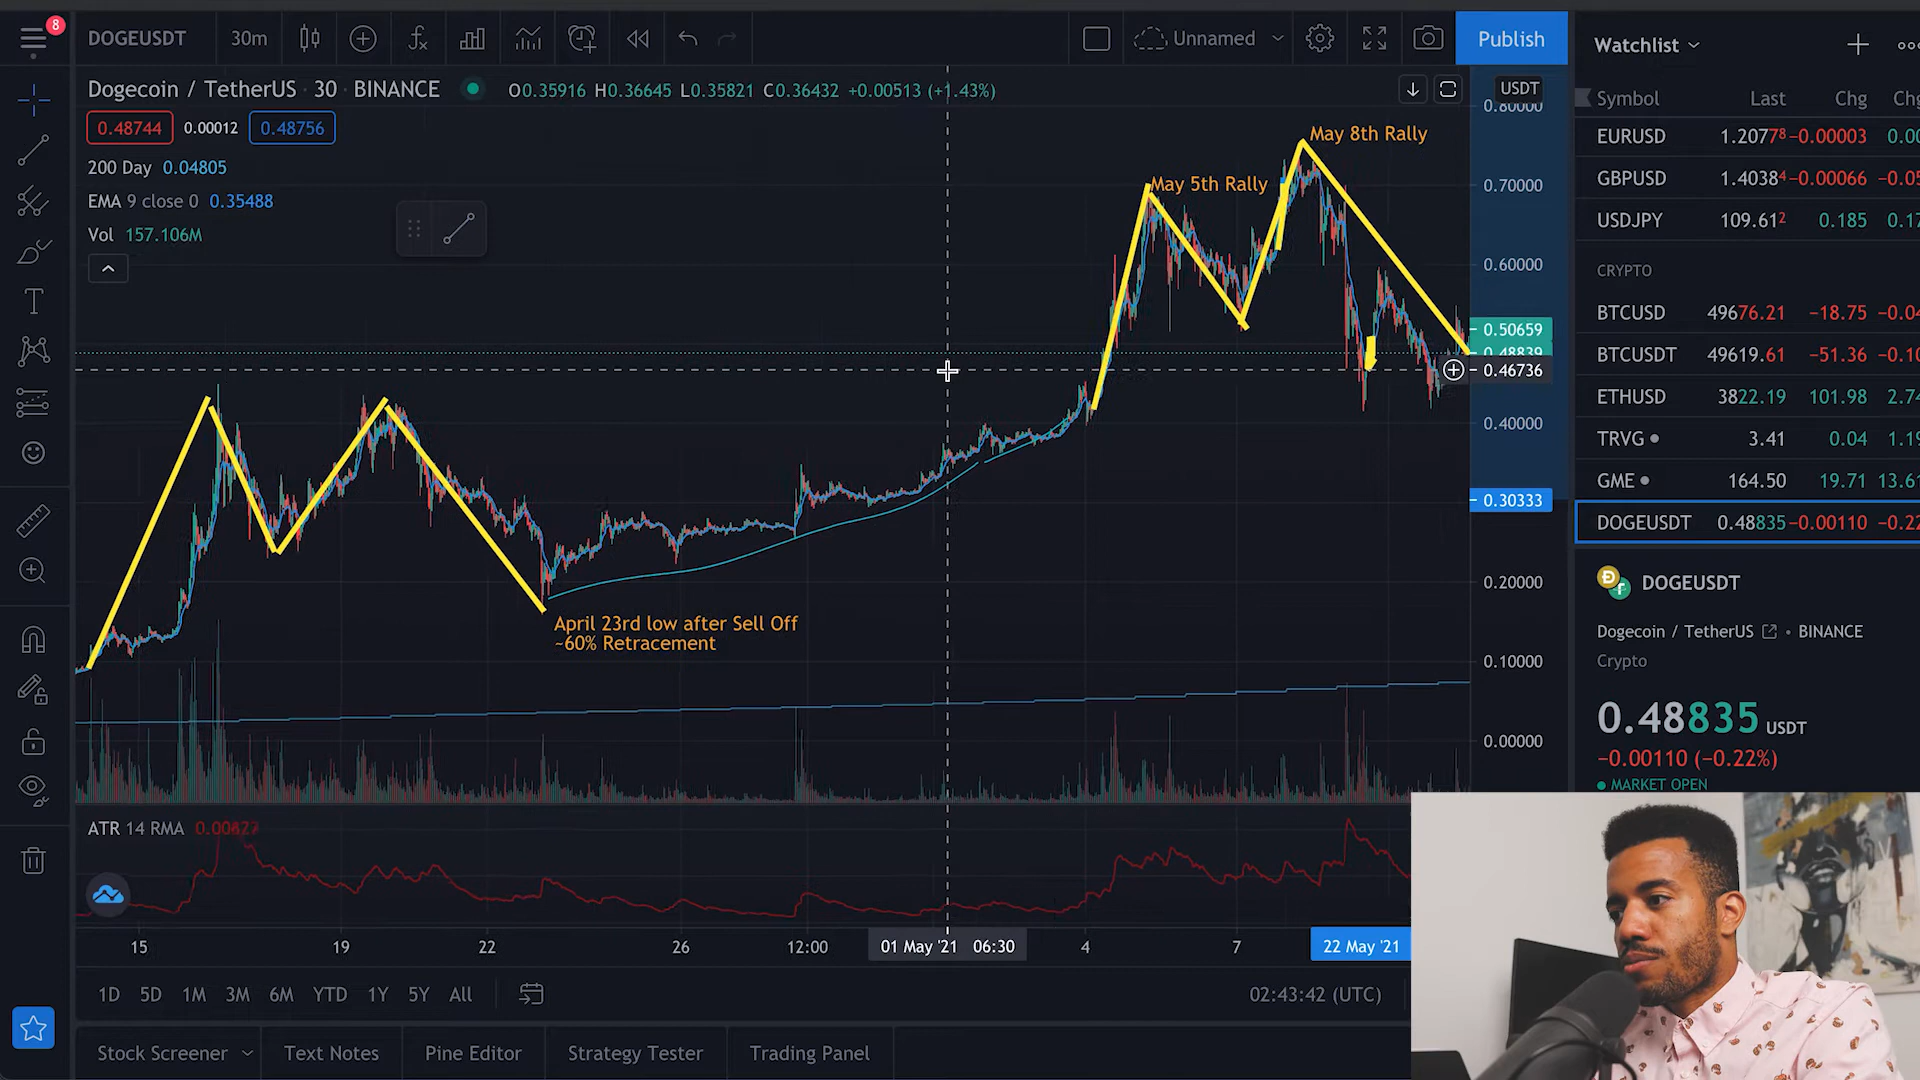 8
DOGEUSDT 30m Unnamed Publish
Dogecoin / TetherUS · 30 · BINANCE O0.35916 H0.36645 L0.35821 C0.36432 +0.00513 (+1.43%)
0.48744 0.00012 0.48756
200 Day 0.04805
EMA 9 close 0 0.35488
Vol 157.106M
May 8th Rally
May 5th Rally
April 23rd low after Sell Off
~60% Retracement
USDT
0.80000
0.70000
0.60000
0.50659
0.48839
0.46736
0.40000
0.30333
0.20000
0.10000
0.00000
ATR 14 RMA 0.00627
15 19 22 26 12:00 01 May '21 06:30 4 7 22 May '21
1D 5D 1M 3M 6M YTD 1Y 5Y All 02:43:42 (UTC)
Stock Screener Text Notes Pine Editor Strategy Tester Trading Panel
Watchlist
Symbol Last Chg
EURUSD 1.20778 −0.00003
GBPUSD 1.40384 −0.00066
USDJPY 109.612 0.185
CRYPTO
BTCUSD 49676.21 −18.75
BTCUSDT 49619.61 −51.36
ETHUSD 3822.19 101.98
TRVG 3.41 0.04
GME 164.50 19.71
DOGEUSDT 0.48835 −0.00110
DOGEUSDT
Dogecoin / TetherUS • BINANCE
Crypto
0.48835 USDT
−0.00110 (−0.22%)
MARKET OPEN